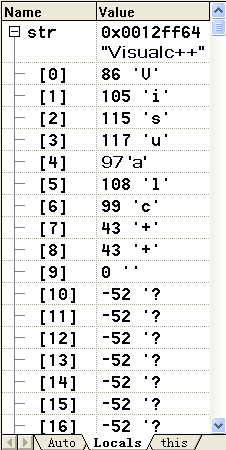 Name Value
str 0x0012ff64
"Visualc++"
[0] 86 'V'
[1] 105 'i'
[2] 115 's'
[3] 117 'u'
[4] 97 'a'
[5] 108 'l'
[6] 99 'c'
[7] 43 '+'
[8] 43 '+'
[9] 0 ''
[10] -52 '?
[11] -52 '?
[12] -52 '?
[13] -52 '?
[14] -52 '?
[15] -52 '?
[16] -52 '?
Auto Locals this